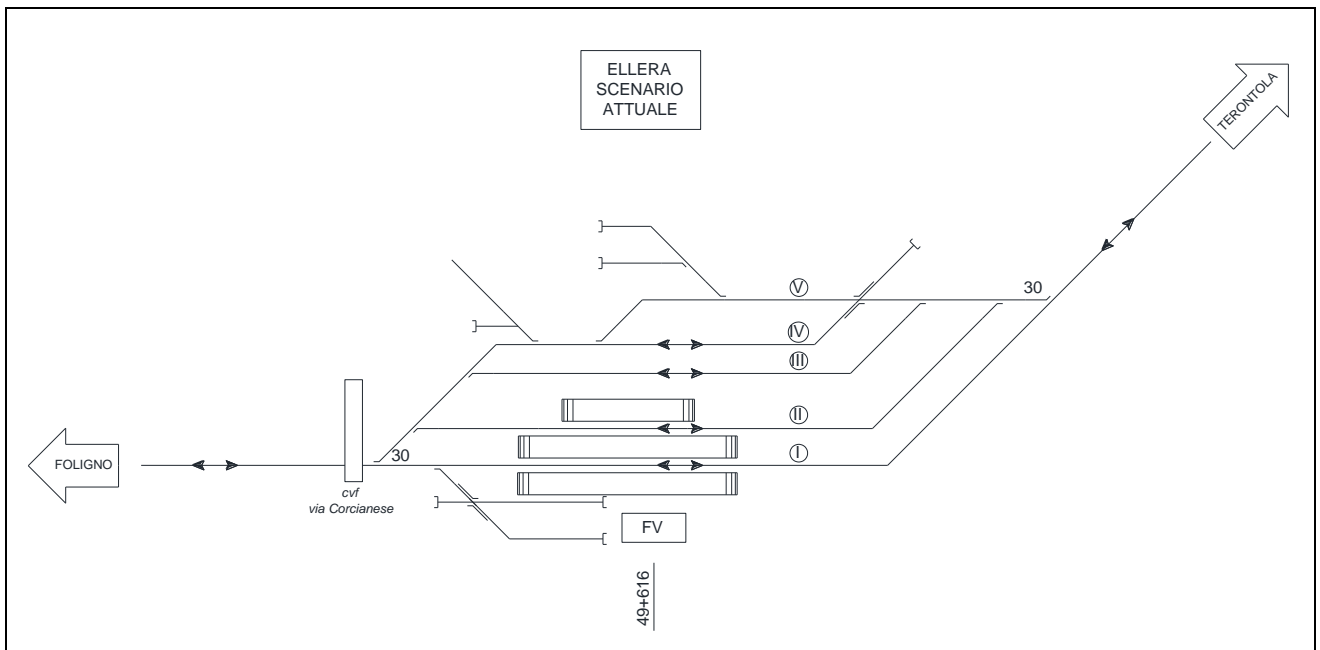 ELLERA
SCENARIO
ATTUALE
TERONTOLA
V
30
IV
III
II
I
FOLIGNO
30
cvf
via Corcianese
FV
49+616